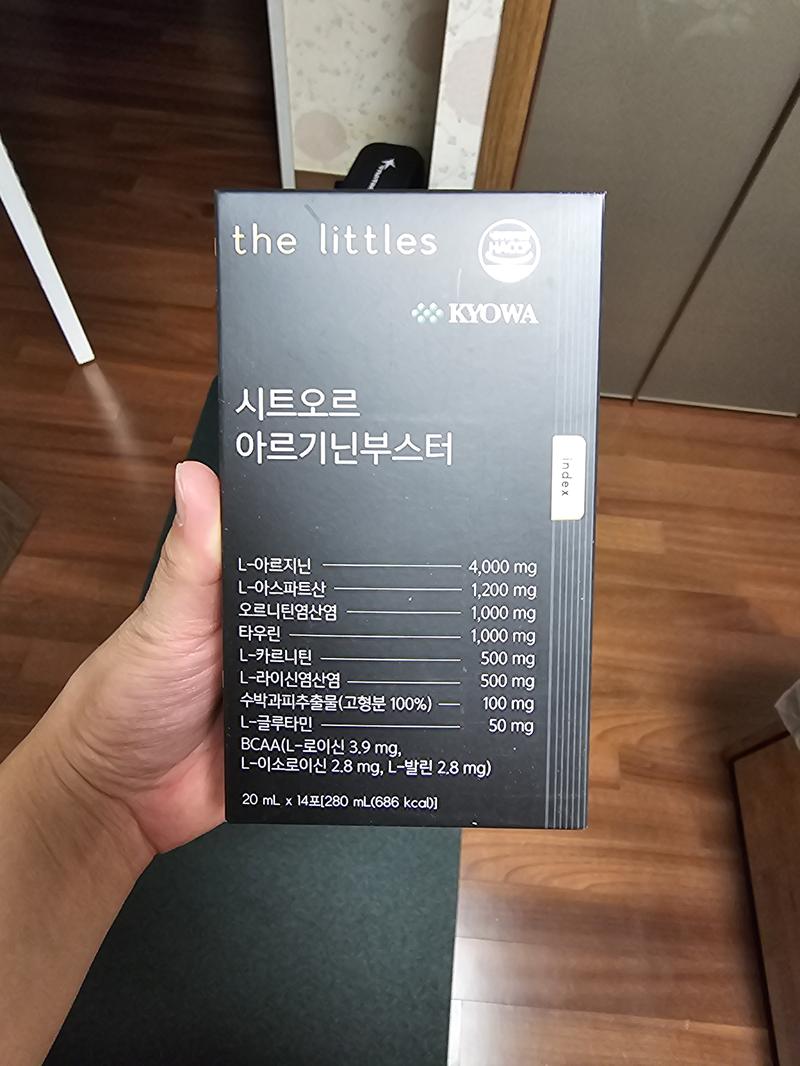 the littles
HACCP
KYOWA
시트오르
아르기닌부스터
index
L-아르지닌 4,000 mg
L-아스파트산 1,200 mg
오르니틴염산염 1,000 mg
타우린 1,000 mg
L-카르니틴 500 mg
L-라이신염산염 500 mg
수박과피추출물(고형분 100%) 100 mg
L-글루타민 50 mg
BCAA(L-로이신 3.9 mg,
L-이소로이신 2.8 mg, L-발린 2.8 mg)
20 mL x 14포[280 mL(686 kcal)]